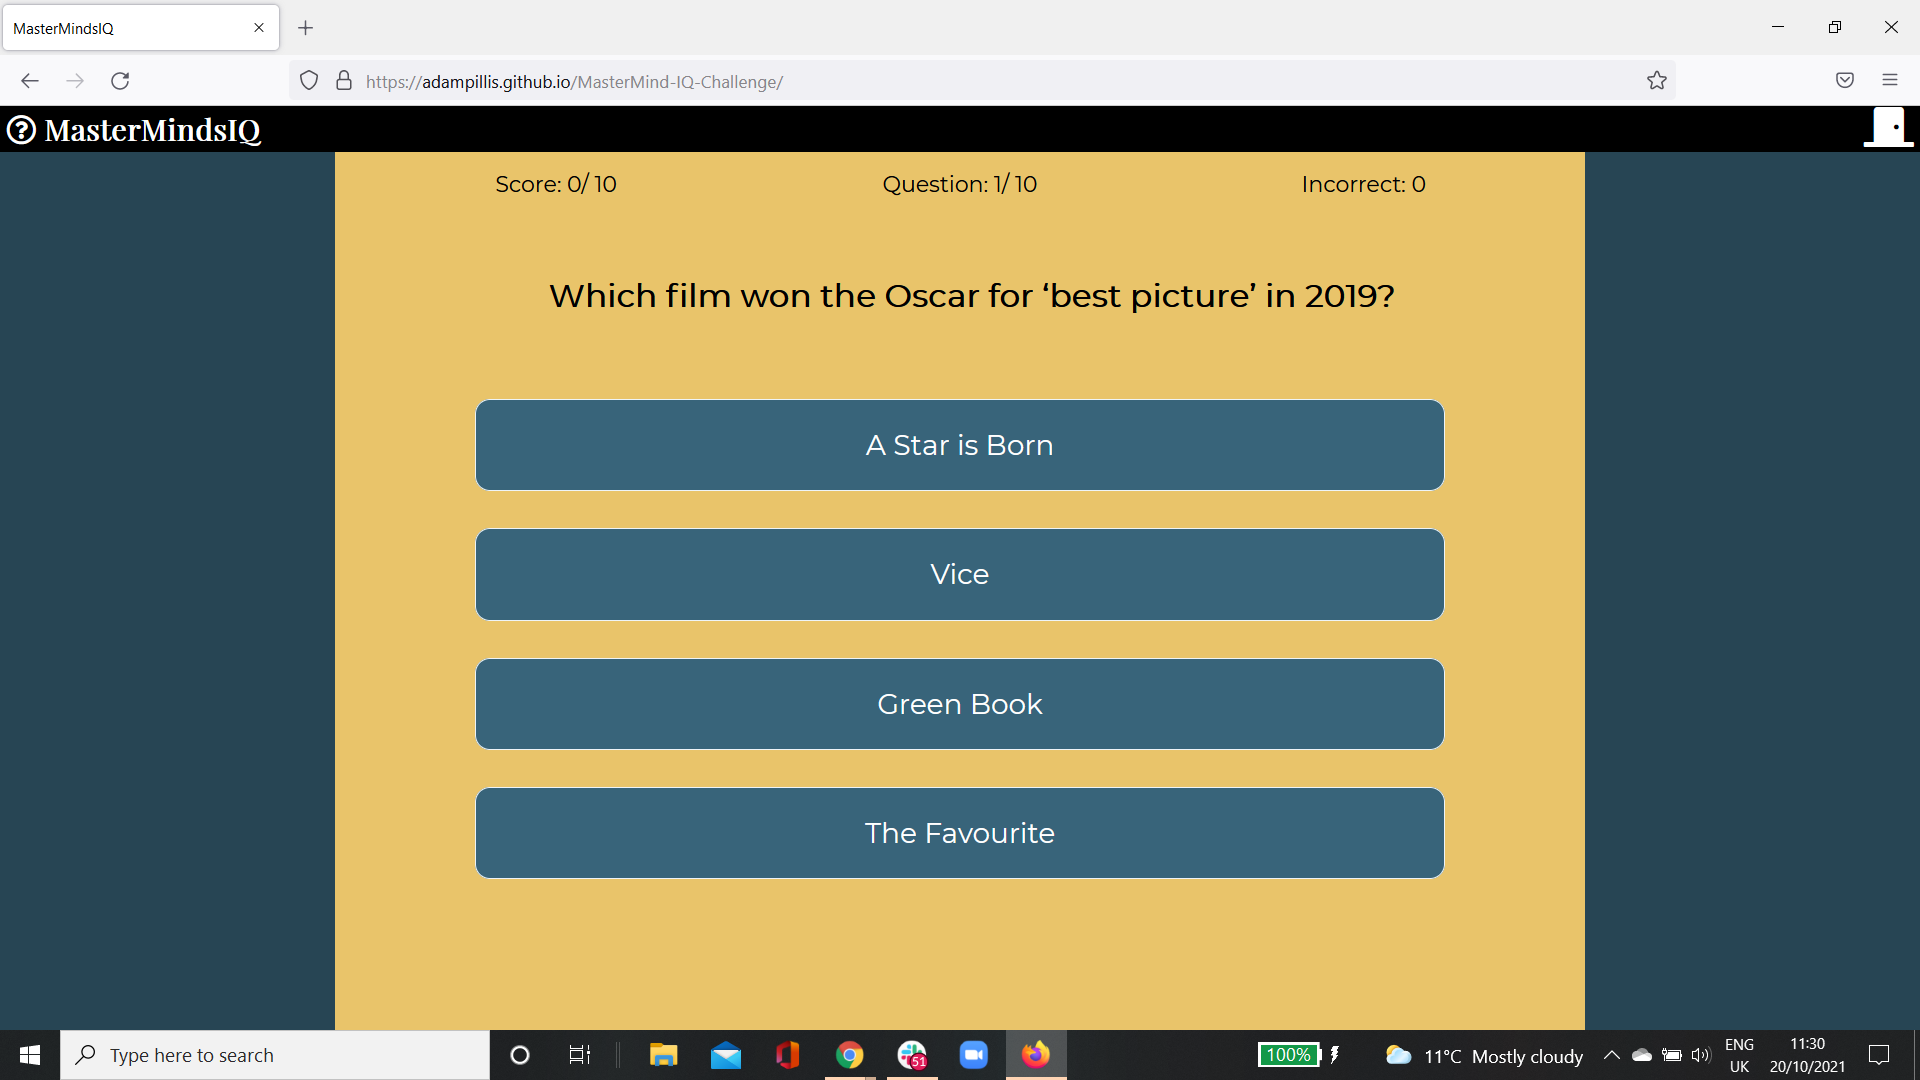 MasterMindsIQ
https://adampillis.github.io/MasterMind-IQ-Challenge/
MasterMindsIQ
Score: 0/ 10
Question: 1/ 10
Incorrect: 0
Which film won the Oscar for ‘best picture’ in 2019?
A Star is Born
Vice
Green Book
The Favourite
Type here to search
51
100%
11°C Mostly cloudy
ENG
UK
11:30
20/10/2021